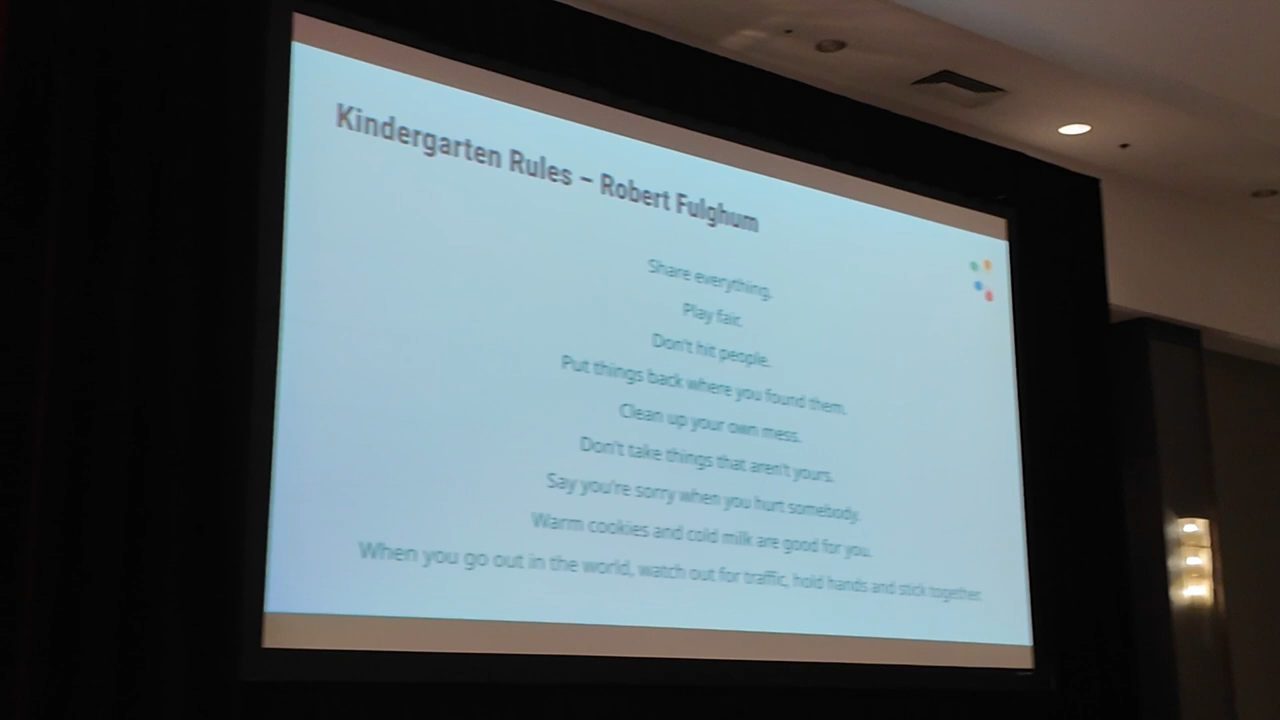 Kindergarten Rules – Robert Fulghum
Share everything.
Play fair.
Don't hit people.
Put things back where you found them.
Clean up your own mess.
Don't take things that aren't yours.
Say you're sorry when you hurt somebody.
Warm cookies and cold milk are good for you.
When you go out in the world, watch out for traffic, hold hands and stick together.